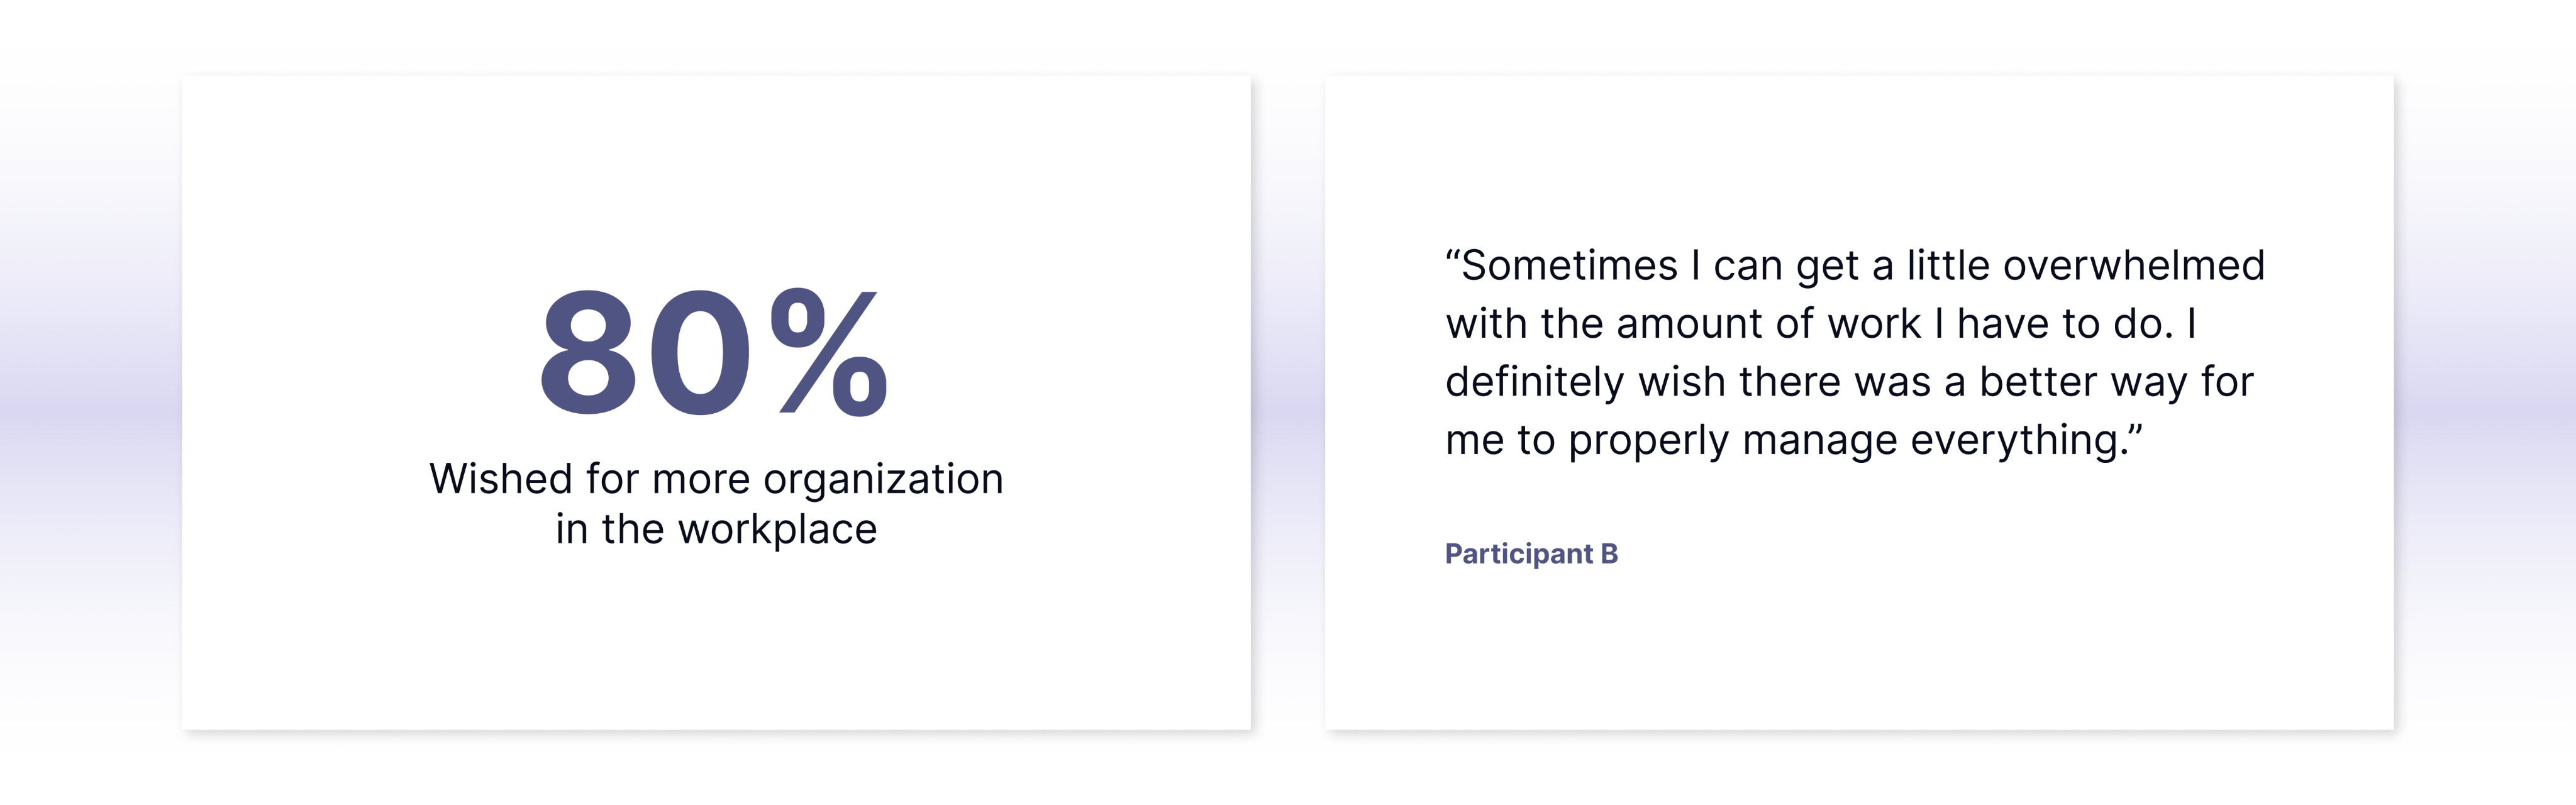 80%
Wished for more organization
in the workplace
“Sometimes I can get a little overwhelmed
with the amount of work I have to do. I
definitely wish there was a better way for
me to properly manage everything.”
Participant B